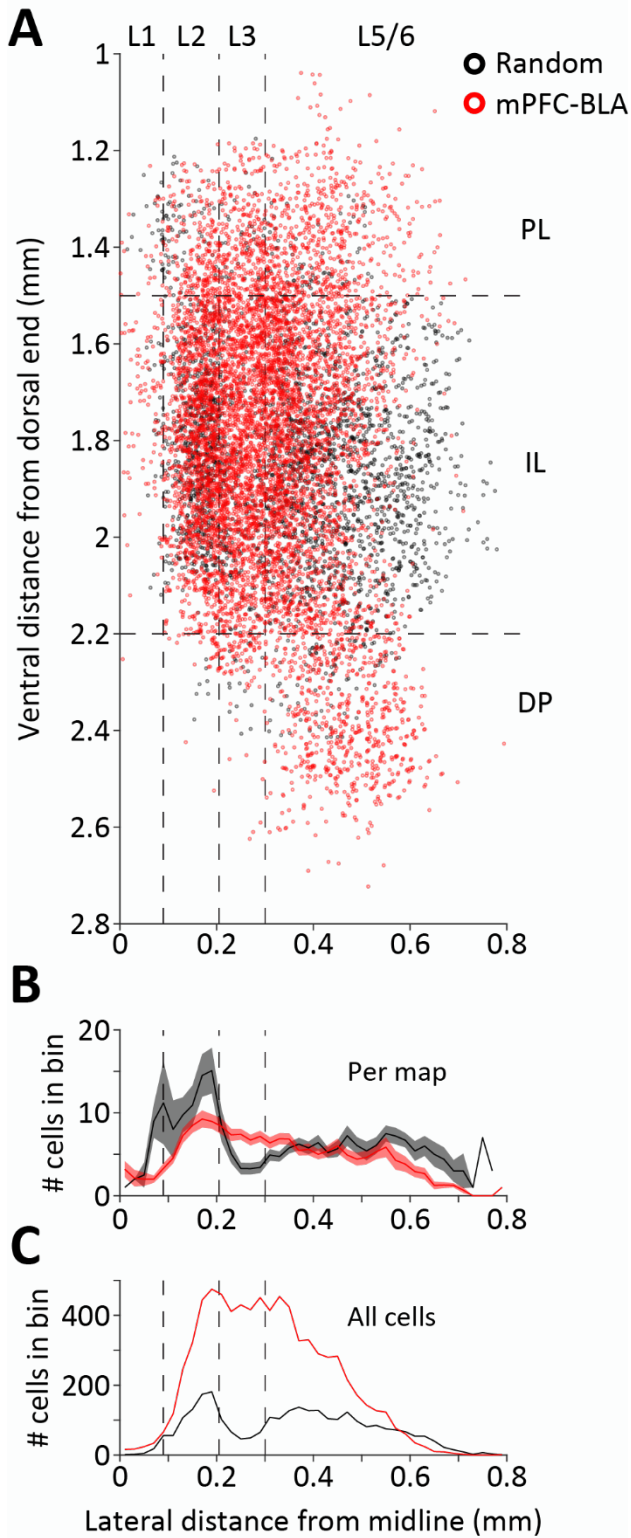 A
L1 L2 L3 L5/6
Random
mPFC-BLA
1
1.2
1.4
1.6
1.8
2
2.2
2.4
2.6
2.8
Ventral distance from dorsal end (mm)
PL
IL
DP
0 0.2 0.4 0.6 0.8
B
20
10
0
# cells in bin
Per map
0 0.2 0.4 0.6 0.8
C
400
200
0
# cells in bin
All cells
0 0.2 0.4 0.6 0.8
Lateral distance from midline (mm)